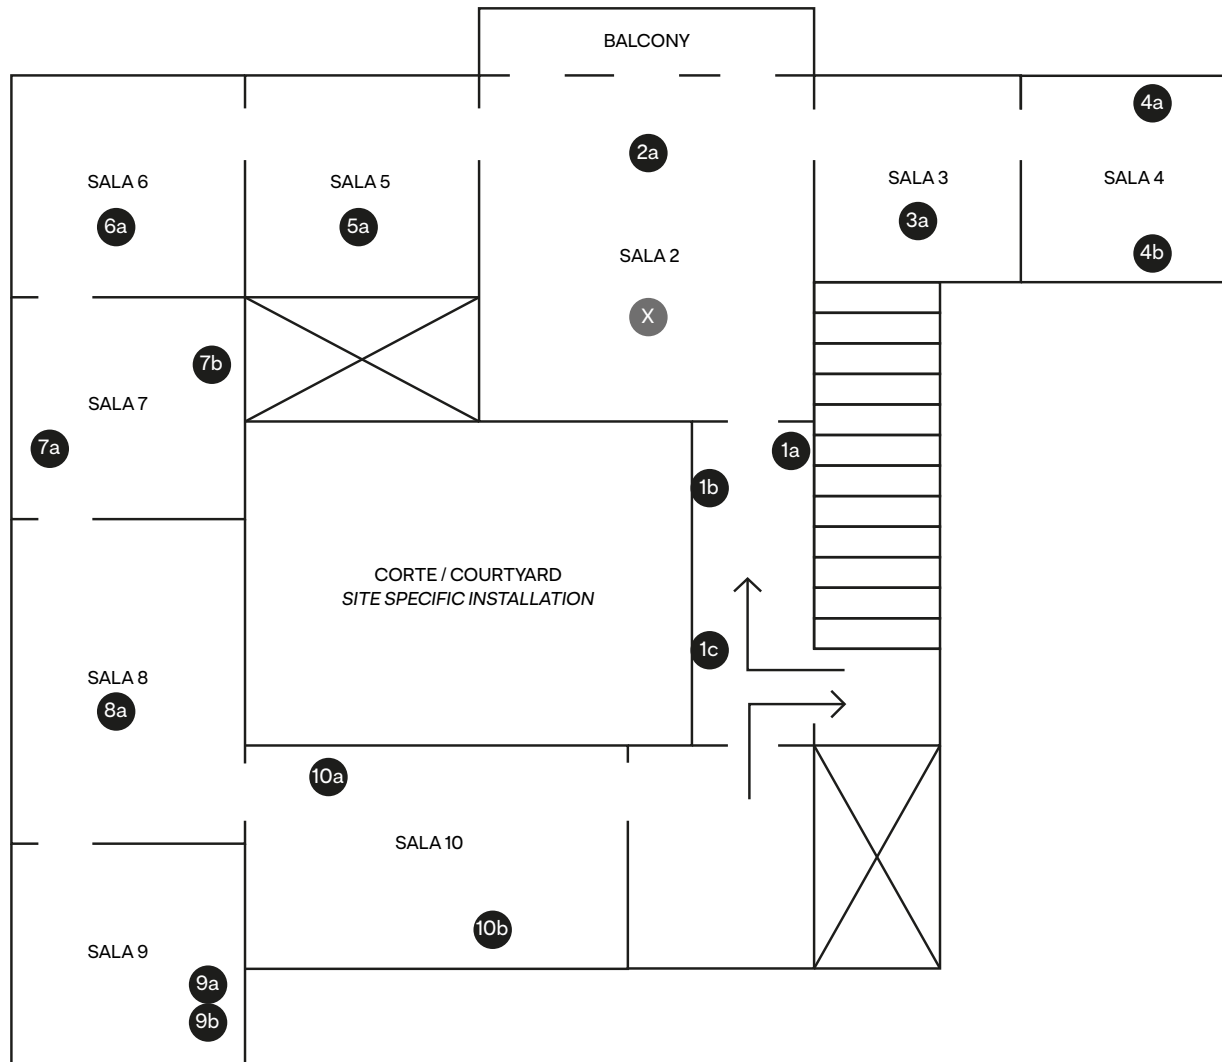 BALCONY
4a
2a
SALA 6
SALA 5
SALA 3
SALA 4
6a
5a
3a
4b
SALA 2
X
7b
SALA 7
7a
1a
1b
CORTE / COURTYARD
SITE SPECIFIC INSTALLATION
1c
SALA 8
8a
10a
SALA 10
10b
SALA 9
9a
9b